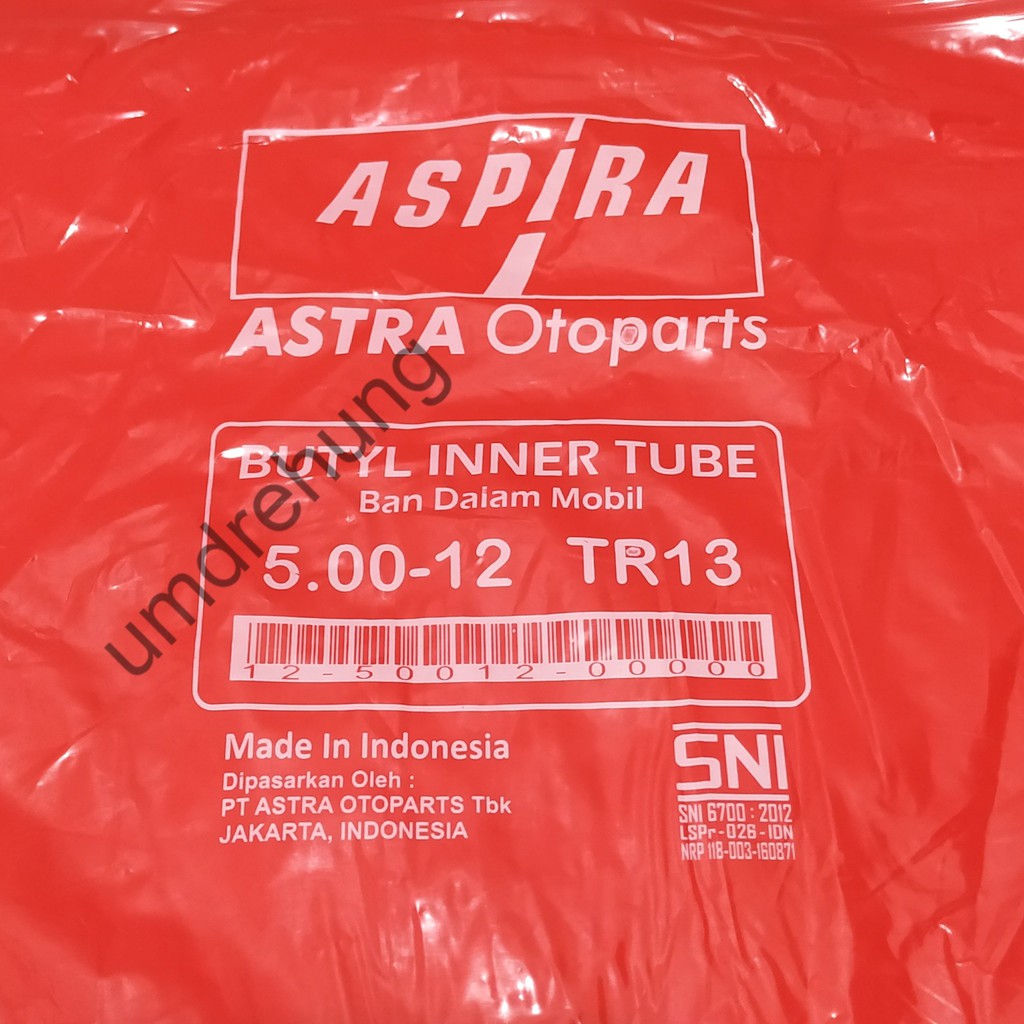 ASPIRA
ASTRA Otoparts
BUTYL INNER TUBE
Ban Dalam Mobil
5.00-12 TR13
12-50012-00000
Made In Indonesia
Dipasarkan Oleh :
PT ASTRA OTOPARTS Tbk
JAKARTA, INDONESIA
SNI
SNI 6700 : 2012
LSPr-026-IDN
NRP 118-003-160871
umdrehung